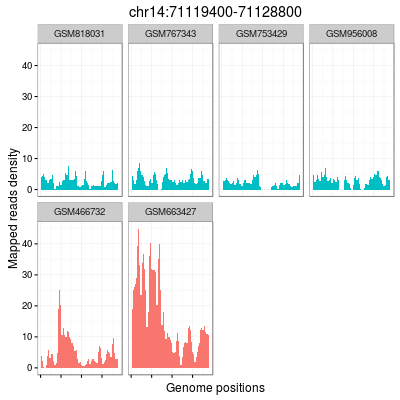 chr14:71119400-71128800
GSM818031 GSM767343 GSM753429 GSM956008
40
30
20
10
0
GSM466732 GSM663427
40
30
20
10
0
Mapped reads density
Genome positions